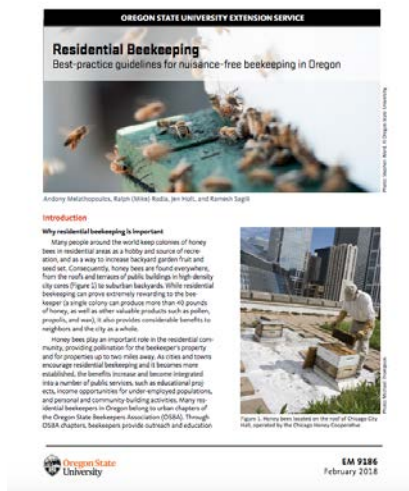 OREGON STATE UNIVERSITY EXTENSION SERVICE
Residential Beekeeping
Best-practice guidelines for nuisance-free beekeeping in Oregon
Andony Melathopoulos, Ralph (Mike) Rodia, Jen Holt, and Ramesh Sagili
Introduction
Why residential beekeeping is important
Many people around the world keep colonies of honey
bees in residential areas as a hobby and source of recre-
ation, and as a way to increase backyard garden fruit and
seed set. Consequently, honey bees are found everywhere,
from the roofs and terraces of public buildings in high density
city cores (Figure 1) to suburban backyards. While residential
beekeeping can prove extremely rewarding to the bee-
keeper (a single colony can produce more than 40 pounds
of honey, as well as other valuable products such as pollen,
propolis, and wax), it also provides considerable benefits to
neighbors and the city as a whole.
Honey bees play an important role in the residential com-
munity, providing pollination for the beekeeper's property
and for properties up to two miles away. As cities and towns
encourage residential beekeeping and it becomes more
established, the benefits increase and become integrated
into a number of public services, such as educational proj-
ects, income opportunities for under-employed populations,
and personal and community building activities. Many res-
idential beekeepers in Oregon belong to urban chapters of
the Oregon State Beekeepers Association (OSBA). Through
OSBA chapters, beekeepers provide outreach and education
Figure 1. Honey bees located on the roof of Chicago City
Hall, operated by the Chicago Honey Cooperative
Oregon State
University
EM 9186
February 2018